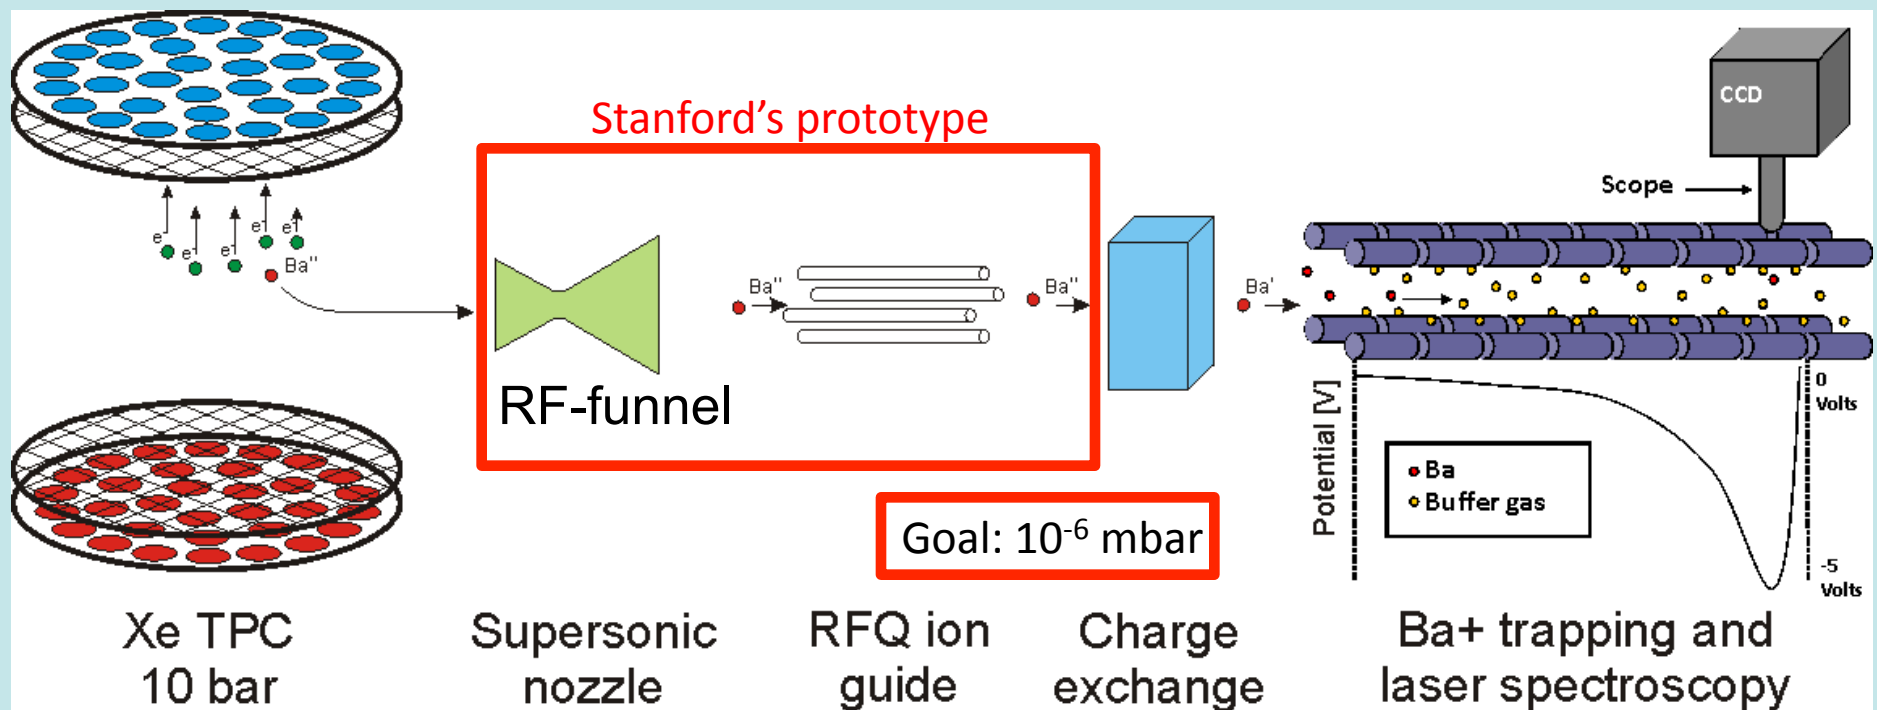 Stanford's prototype
CCD
Scope
e⁻ e⁻ e⁻ e⁻ e⁻
Ba⁺⁺
Ba⁺⁺
Ba⁺⁺
Ba⁺
RF-funnel
Goal: 10⁻⁶ mbar
Potential [V]
0
Volts
Ba
Buffer gas
-5
Volts
Xe TPC
10 bar
Supersonic
nozzle
RFQ ion
guide
Charge
exchange
Ba+ trapping and
laser spectroscopy